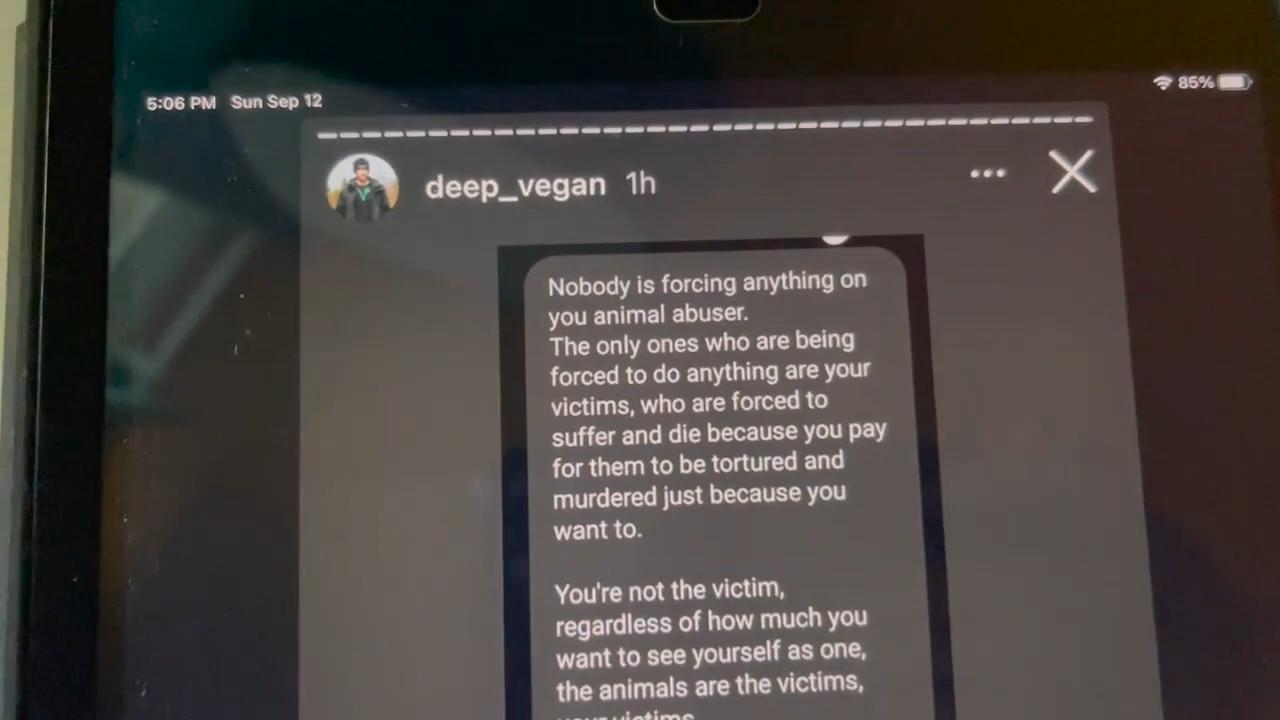 5:06 PM Sun Sep 12
85%
deep_vegan 1h
Nobody is forcing anything on
you animal abuser.
The only ones who are being
forced to do anything are your
victims, who are forced to
suffer and die because you pay
for them to be tortured and
murdered just because you
want to.
You're not the victim,
regardless of how much you
want to see yourself as one,
the animals are the victims,
your victims